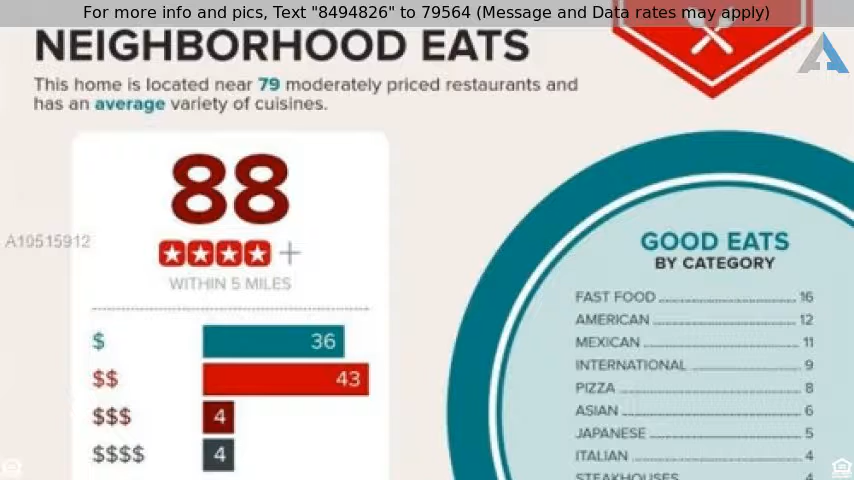 For more info and pics, Text "8494826" to 79564 (Message and Data rates may apply)
NEIGHBORHOOD EATS
This home is located near 79 moderately priced restaurants and
has an average variety of cuisines.
88
WITHIN 5 MILES
$ 36
$$ 43
$$$ 4
$$$$ 4
A10515912
GOOD EATS
BY CATEGORY
FAST FOOD 16
AMERICAN 12
MEXICAN 11
INTERNATIONAL 9
PIZZA 8
ASIAN 6
JAPANESE 5
ITALIAN 4
STEAKHOUSES 4